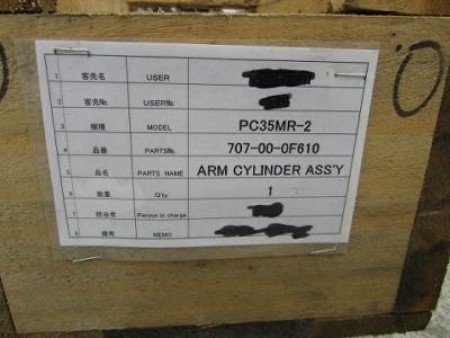 1 客先名 USER 1
2 客先№ USER№
3 機種 MODEL PC35MR-2
4 品番 PARTS№ 707-00-0F610
5 品名 PARTS NAME ARM CYLINDER ASS'Y
6 数量 Q'ty 1
7 担当者 Person in charge
8 備考 MEMO